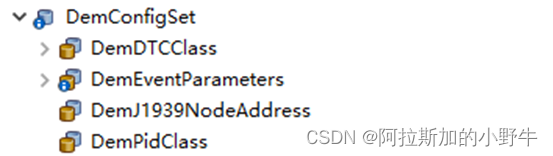 DemConfigSet
DemDTCClass
DemEventParameters
DemJ1939NodeAddress
DemPidClass
CSDN @阿拉斯加的小野牛